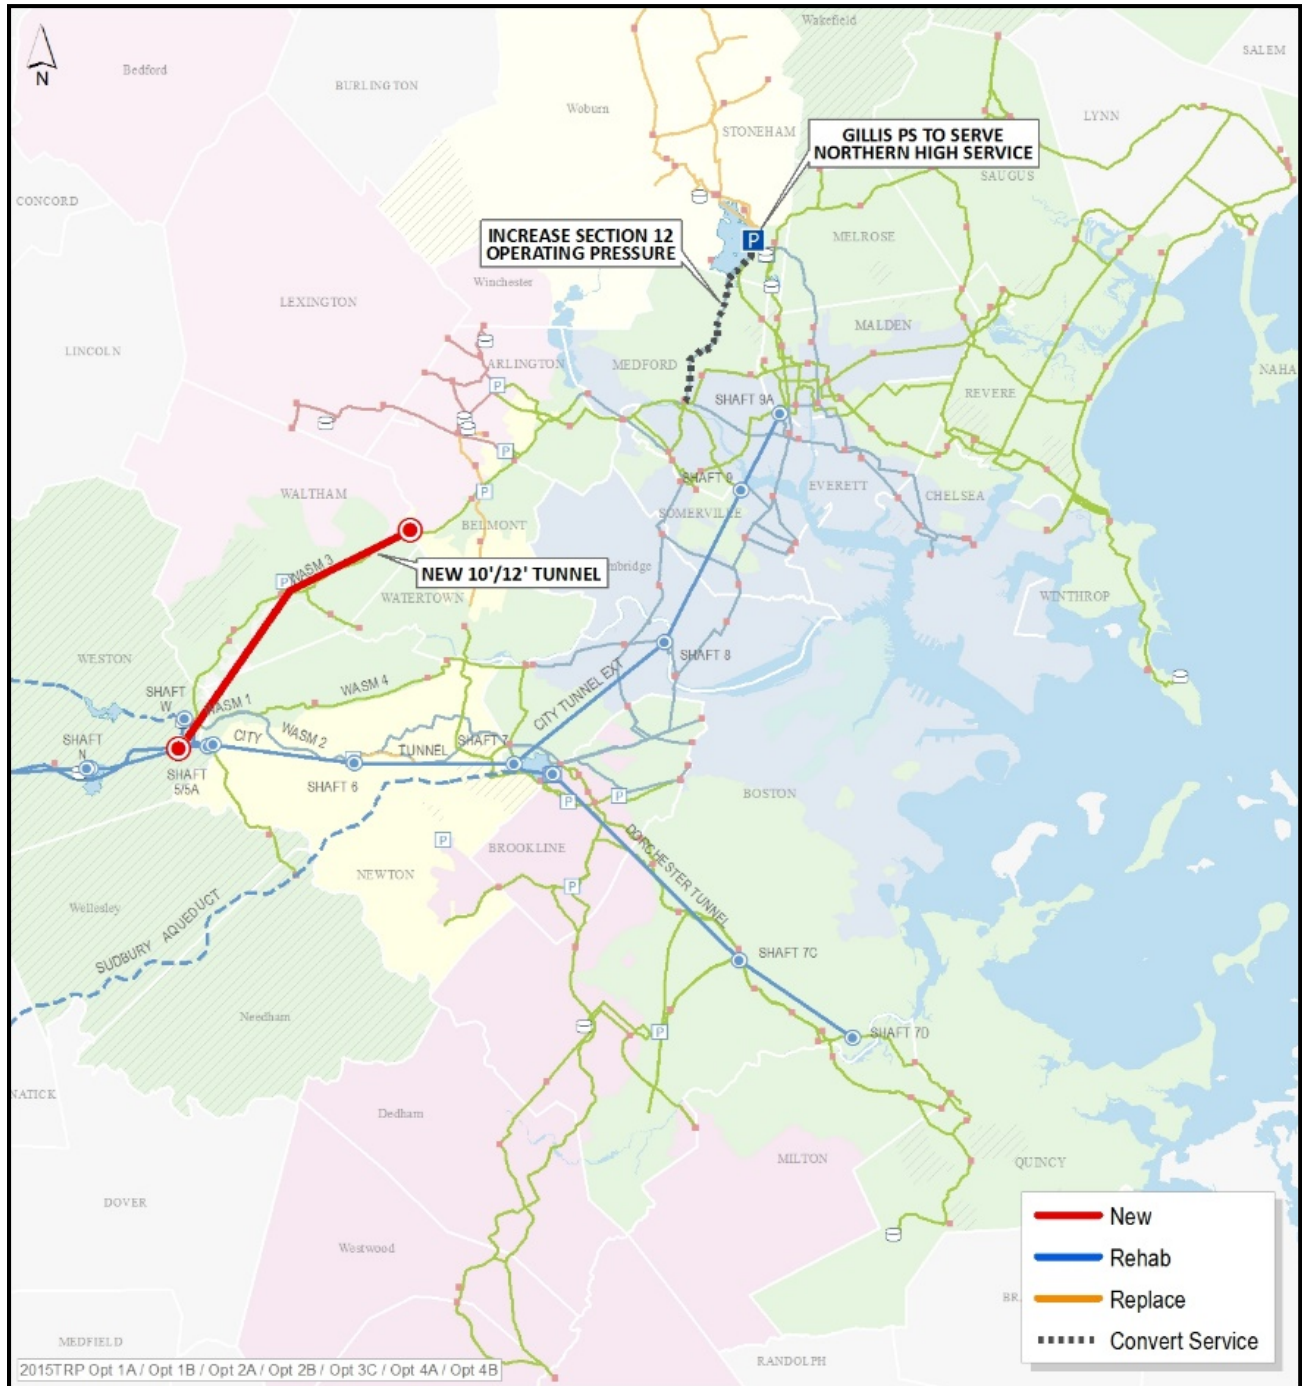 Wakefield
SALEM
Bedford
BURLINGTON
Woburn
LYNN
STONEHAM
GILLIS PS TO SERVE
NORTHERN HIGH SERVICE
N
SAUGUS
CONCORD
P
MELROSE
INCREASE SECTION 12
OPERATING PRESSURE
Winchester
LEXINGTON
MALDEN
LINCOLN
ARLINGTON
MEDFORD
NAHA
P
REVERE
SHAFT 9A
P
SHAFT 9
EVERETT
WALTHAM
P
CHELSEA
SOMERVILLE
BELMONT
NEW 10'/12' TUNNEL
mbridge
WASM 3
P
WATERTOWN
WINTHROP
WESTON
SHAFT 8
WASM 4
SHAFT
W
WASM 1
CITY TUNNEL EXT
SHAFT
N
CITY
WASM 2
TUNNEL
SHAFT 7
SHAFT
5/5A
SHAFT 6
BOSTON
P
P
P
BROOKLINE
DORCHESTER TUNNEL
NEWTON
P
Wellesley
SUDBURY AQUEDUCT
SHAFT 7C
Needham
P
SHAFT 7D
NATICK
Dedham
MILTON
QUINCY
DOVER
New
Westwood
Rehab
BR
Replace
MEDFIELD
Convert Service
RANDOLPH
2015TRP Opt 1A / Opt 1B / Opt 2A / Opt 2B / Opt 3C / Opt 4A / Opt 4B